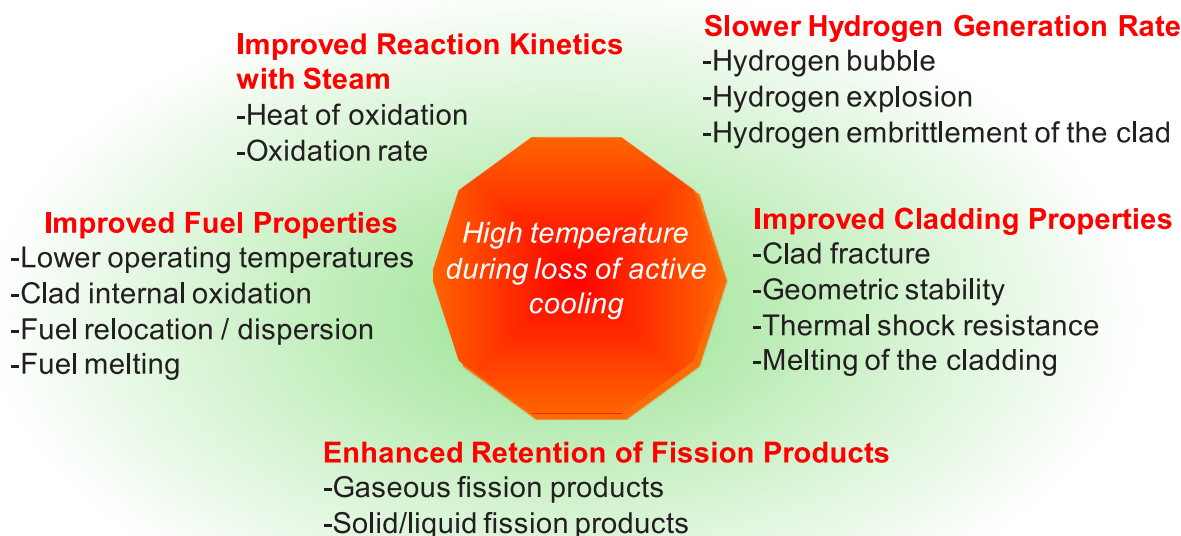 Improved Reaction Kinetics
with Steam
-Heat of oxidation
-Oxidation rate
Slower Hydrogen Generation Rate
-Hydrogen bubble
-Hydrogen explosion
-Hydrogen embrittlement of the clad
Improved Fuel Properties
-Lower operating temperatures
-Clad internal oxidation
-Fuel relocation / dispersion
-Fuel melting
High temperature
during loss of active
cooling
Improved Cladding Properties
-Clad fracture
-Geometric stability
-Thermal shock resistance
-Melting of the cladding
Enhanced Retention of Fission Products
-Gaseous fission products
-Solid/liquid fission products